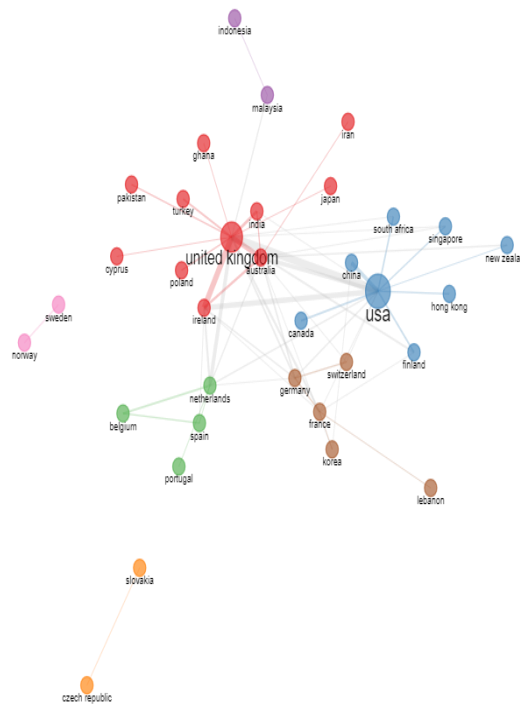 indonesia
malaysia
iran
ghana
pakistan
turkey
india
japan
south africa
singapore
new zeala
united kingdom
australia
china
cyprus
poland
hong kong
usa
ireland
canada
sweden
norway
finland
switzerland
germany
netherlands
france
belgium
spain
korea
portugal
lebanon
slovakia
czech republic